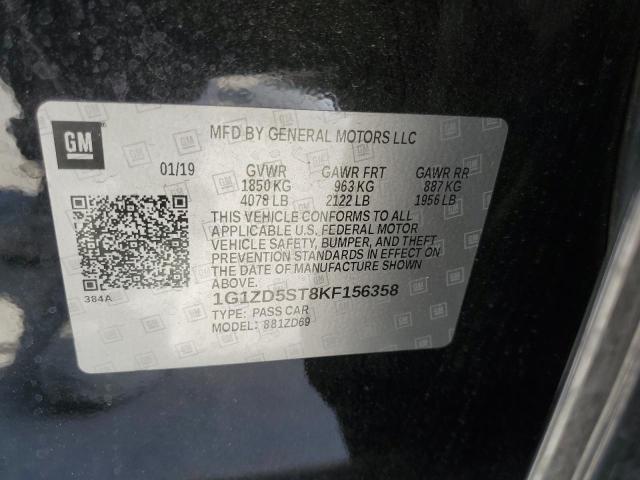 GM
MFD BY GENERAL MOTORS LLC
01/19 GVWR GAWR FRT GAWR RR
1850 KG 963 KG 887 KG
4078 LB 2122 LB 1956 LB
THIS VEHICLE CONFORMS TO ALL
APPLICABLE U.S. FEDERAL MOTOR
VEHICLE SAFETY, BUMPER, AND THEFT
PREVENTION STANDARDS IN EFFECT ON
THE DATE OF MANUFACTURE SHOWN
ABOVE.
384A
1G1ZD5ST8KF156358
TYPE: PASS CAR
MODEL: 881ZD69